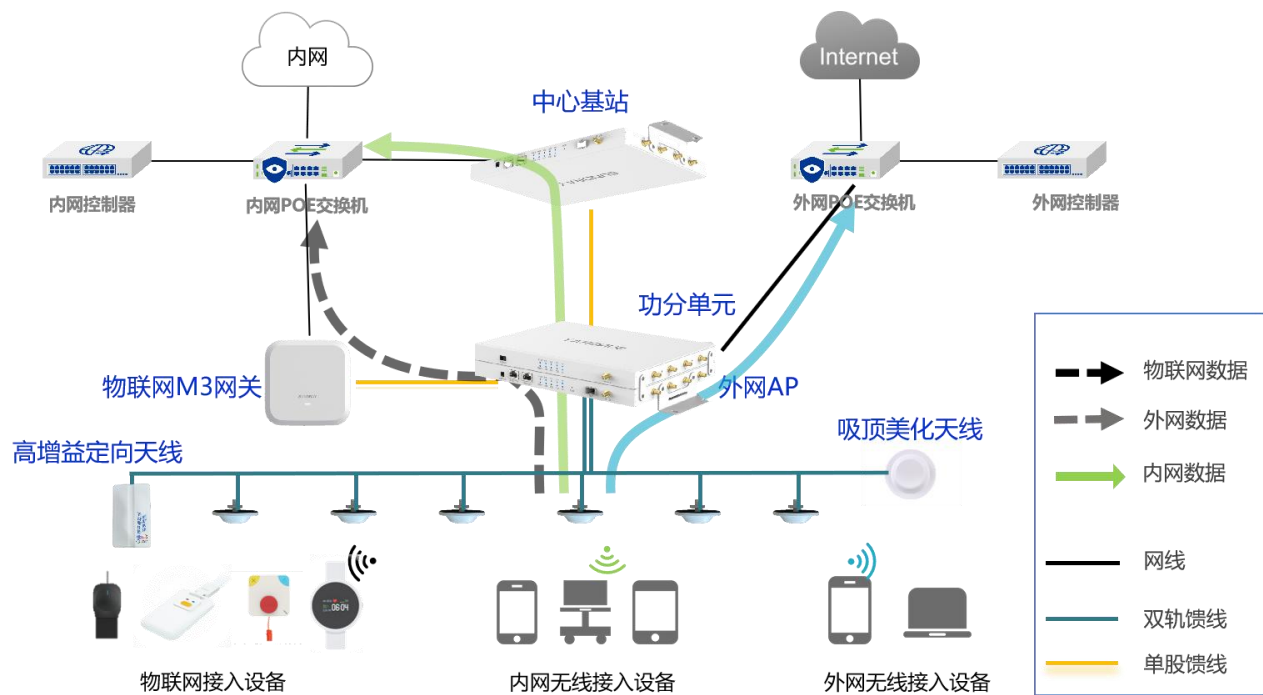 内网
Internet
中心基站
内网控制器
内网POE交换机
外网POE交换机
外网控制器
功分单元
物联网M3网关
外网AP
高增益定向天线
吸顶美化天线
物联网数据
外网数据
内网数据
网线
双轨馈线
单股馈线
06:04
物联网接入设备
内网无线接入设备
外网无线接入设备